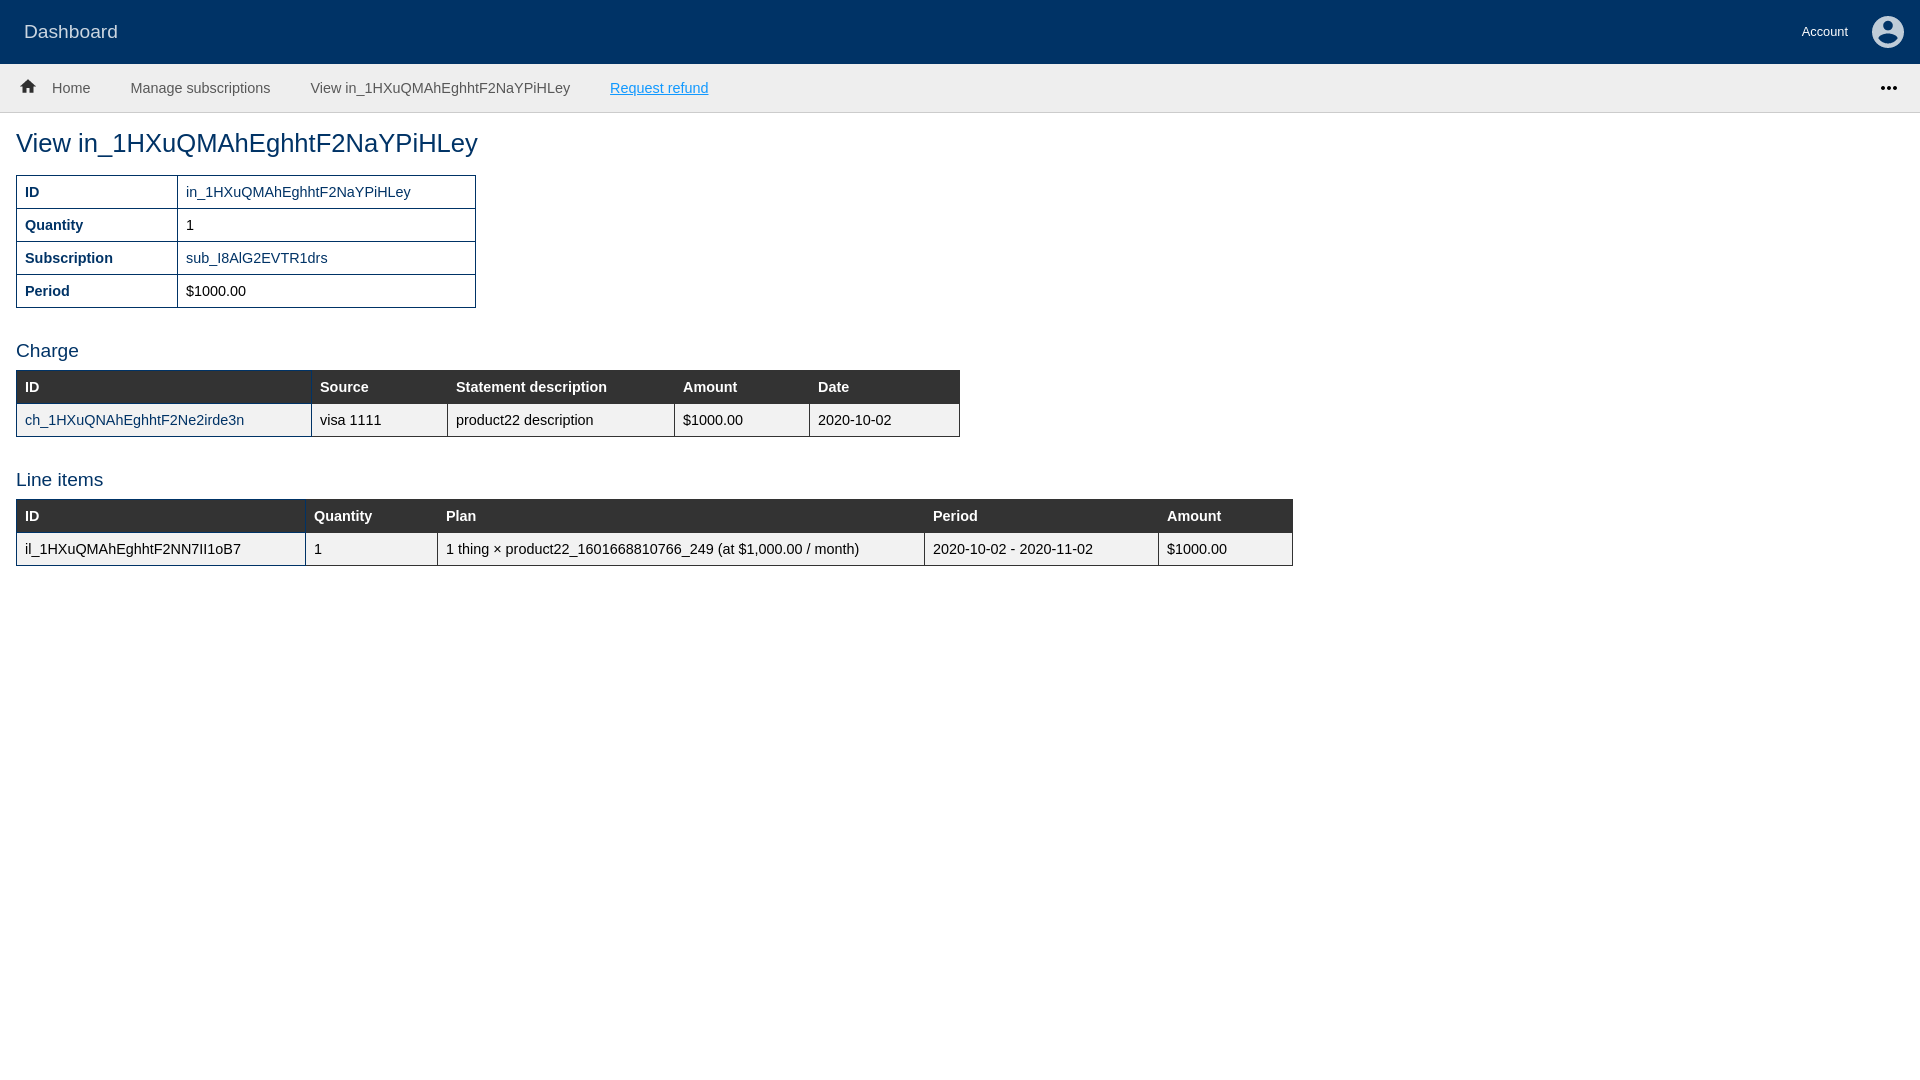 Dashboard
Account
Home
Manage subscriptions
View in_1HXuQMAhEghhtF2NaYPiHLey
Request refund
View in_1HXuQMAhEghhtF2NaYPiHLey
ID in_1HXuQMAhEghhtF2NaYPiHLey
Quantity 1
Subscription sub_I8AlG2EVTR1drs
Period $1000.00
Charge
ID Source Statement description Amount Date
ch_1HXuQNAhEghhtF2Ne2irde3n visa 1111 product22 description $1000.00 2020-10-02
Line items
ID Quantity Plan Period Amount
il_1HXuQMAhEghhtF2NN7II1oB7 1 1 thing × product22_1601668810766_249 (at $1,000.00 / month) 2020-10-02 - 2020-11-02 $1000.00